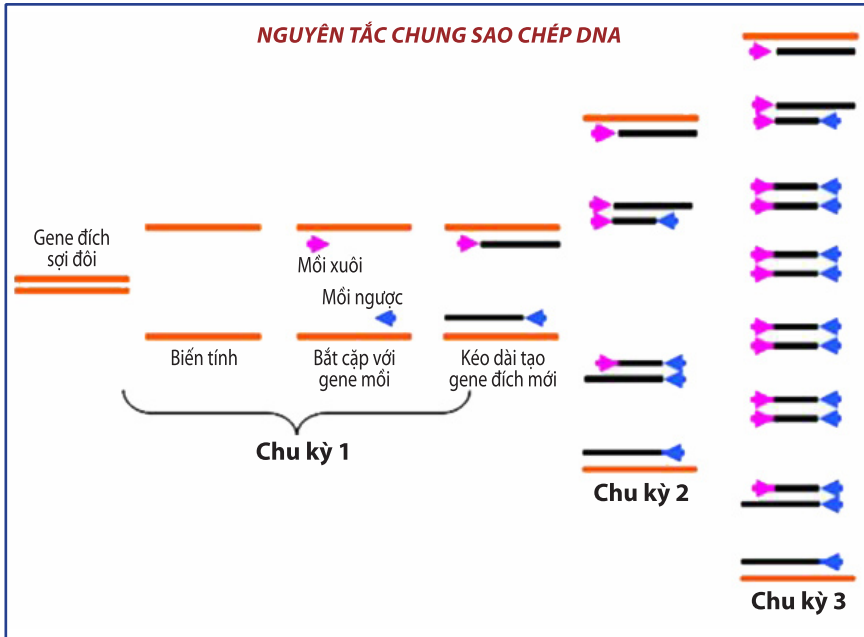 NGUYÊN TẮC CHUNG SAO CHÉP DNA
Gene đích
sợi đôi
Mồi xuôi
Mồi ngược
Biến tính
Bắt cặp với
gene mồi
Kéo dài tạo
gene đích mới
Chu kỳ 1
Chu kỳ 2
Chu kỳ 3